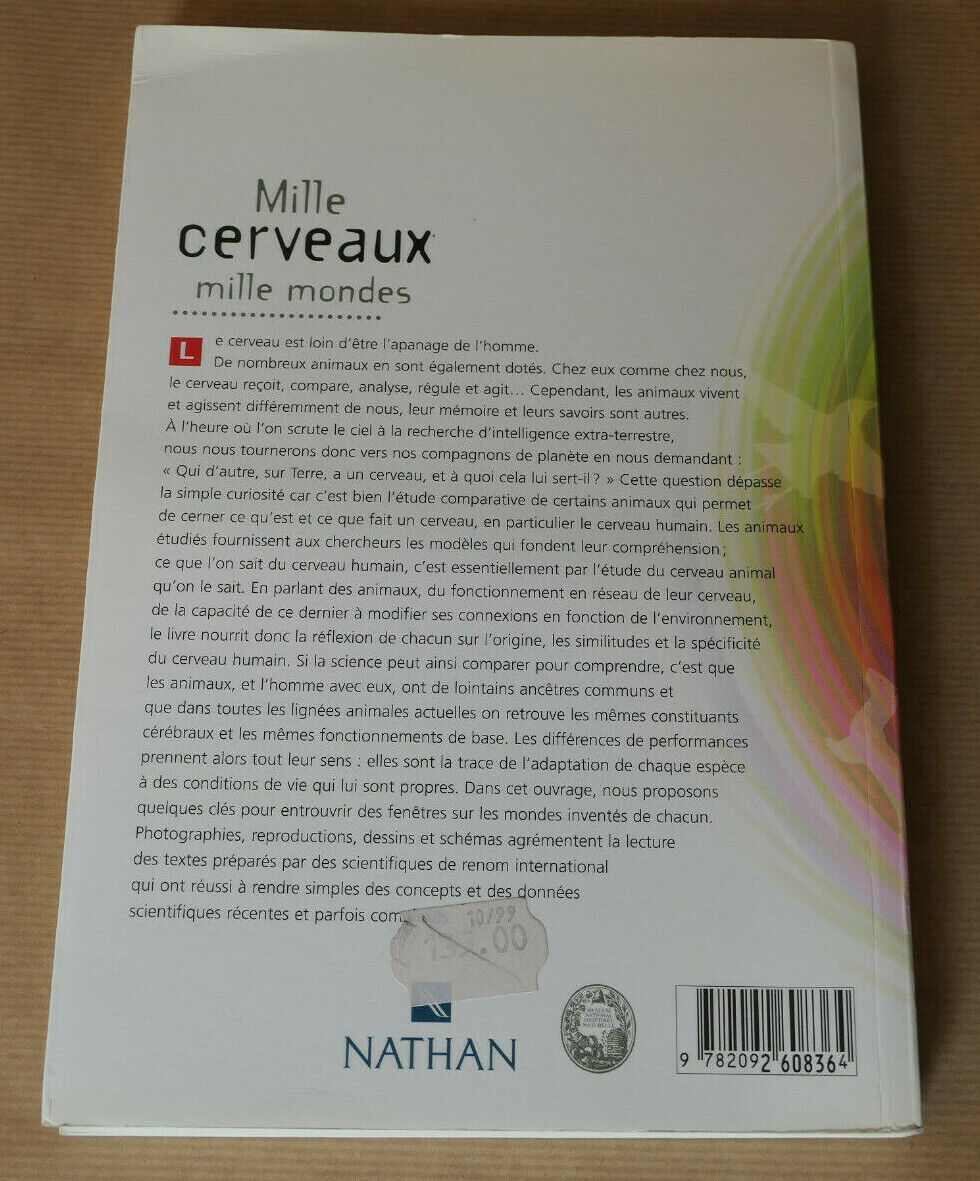 Mille
cerveaux
mille mondes
Le cerveau est loin d'être l'apanage de l'homme.
De nombreux animaux en sont également dotés. Chez eux comme chez nous,
le cerveau reçoit, compare, analyse, régule et agit... Cependant, les animaux vivent
et agissent différemment de nous, leur mémoire et leurs savoirs sont autres.
À l'heure où l'on scrute le ciel à la recherche d'intelligence extra-terrestre,
nous nous tournerons donc vers nos compagnons de planète en nous demandant :
« Qui d'autre, sur Terre, a un cerveau, et à quoi cela lui sert-il ? » Cette question dépasse
la simple curiosité car c'est bien l'étude comparative de certains animaux qui permet
de cerner ce qu'est et ce que fait un cerveau, en particulier le cerveau humain. Les animaux
étudiés fournissent aux chercheurs les modèles qui fondent leur compréhension ;
ce que l'on sait du cerveau humain, c'est essentiellement par l'étude du cerveau animal
qu'on le sait. En parlant des animaux, du fonctionnement en réseau de leur cerveau,
de la capacité de ce dernier à modifier ses connexions en fonction de l'environnement,
le livre nourrit donc la réflexion de chacun sur l'origine, les similitudes et la spécificité
du cerveau humain. Si la science peut ainsi comparer pour comprendre, c'est que
les animaux, et l'homme avec eux, ont de lointains ancêtres communs et
que dans toutes les lignées animales actuelles on retrouve les mêmes constituants
cérébraux et les mêmes fonctionnements de base. Les différences de performances
prennent alors tout leur sens : elles sont la trace de l'adaptation de chaque espèce
à des conditions de vie qui lui sont propres. Dans cet ouvrage, nous proposons
quelques clés pour entrouvrir des fenêtres sur les mondes inventés de chacun.
Photographies, reproductions, dessins et schémas agrémentent la lecture
des textes préparés par des scientifiques de renom international
qui ont réussi à rendre simples des concepts et des données
scientifiques récentes et parfois com
10/99
NATHAN
MUSEUM
NATIONAL
D'HISTOIRE
NATURELLE
9 782092 608364